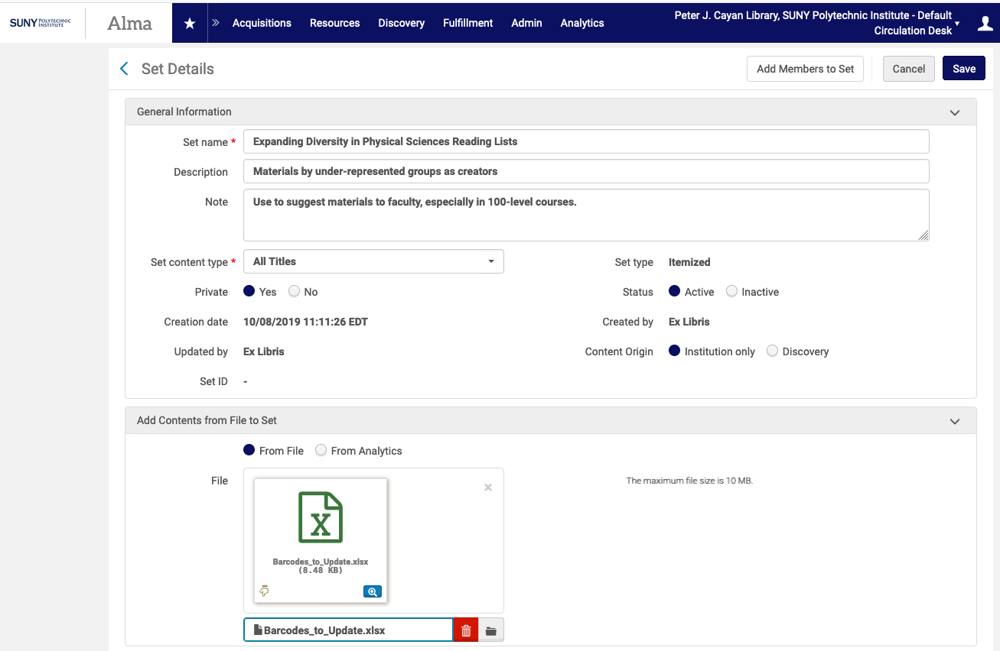 SUNY POLYTECHNIC INSTITUTE
Alma
Acquisitions Resources Discovery Fulfillment Admin Analytics
Peter J. Cayan Library, SUNY Polytechnic Institute - Default
Circulation Desk
Set Details
Add Members to Set Cancel Save
General Information
Set name * Expanding Diversity in Physical Sciences Reading Lists
Description Materials by under-represented groups as creators
Note Use to suggest materials to faculty, especially in 100-level courses.
Set content type * All Titles Set type Itemized
Private Yes No Status Active Inactive
Creation date 10/08/2019 11:11:26 EDT Created by Ex Libris
Updated by Ex Libris Content Origin Institution only Discovery
Set ID -
Add Contents from File to Set
From File From Analytics
File The maximum file size is 10 MB.
Barcodes_to_Update.xlsx
(8.48 KB)
Barcodes_to_Update.xlsx